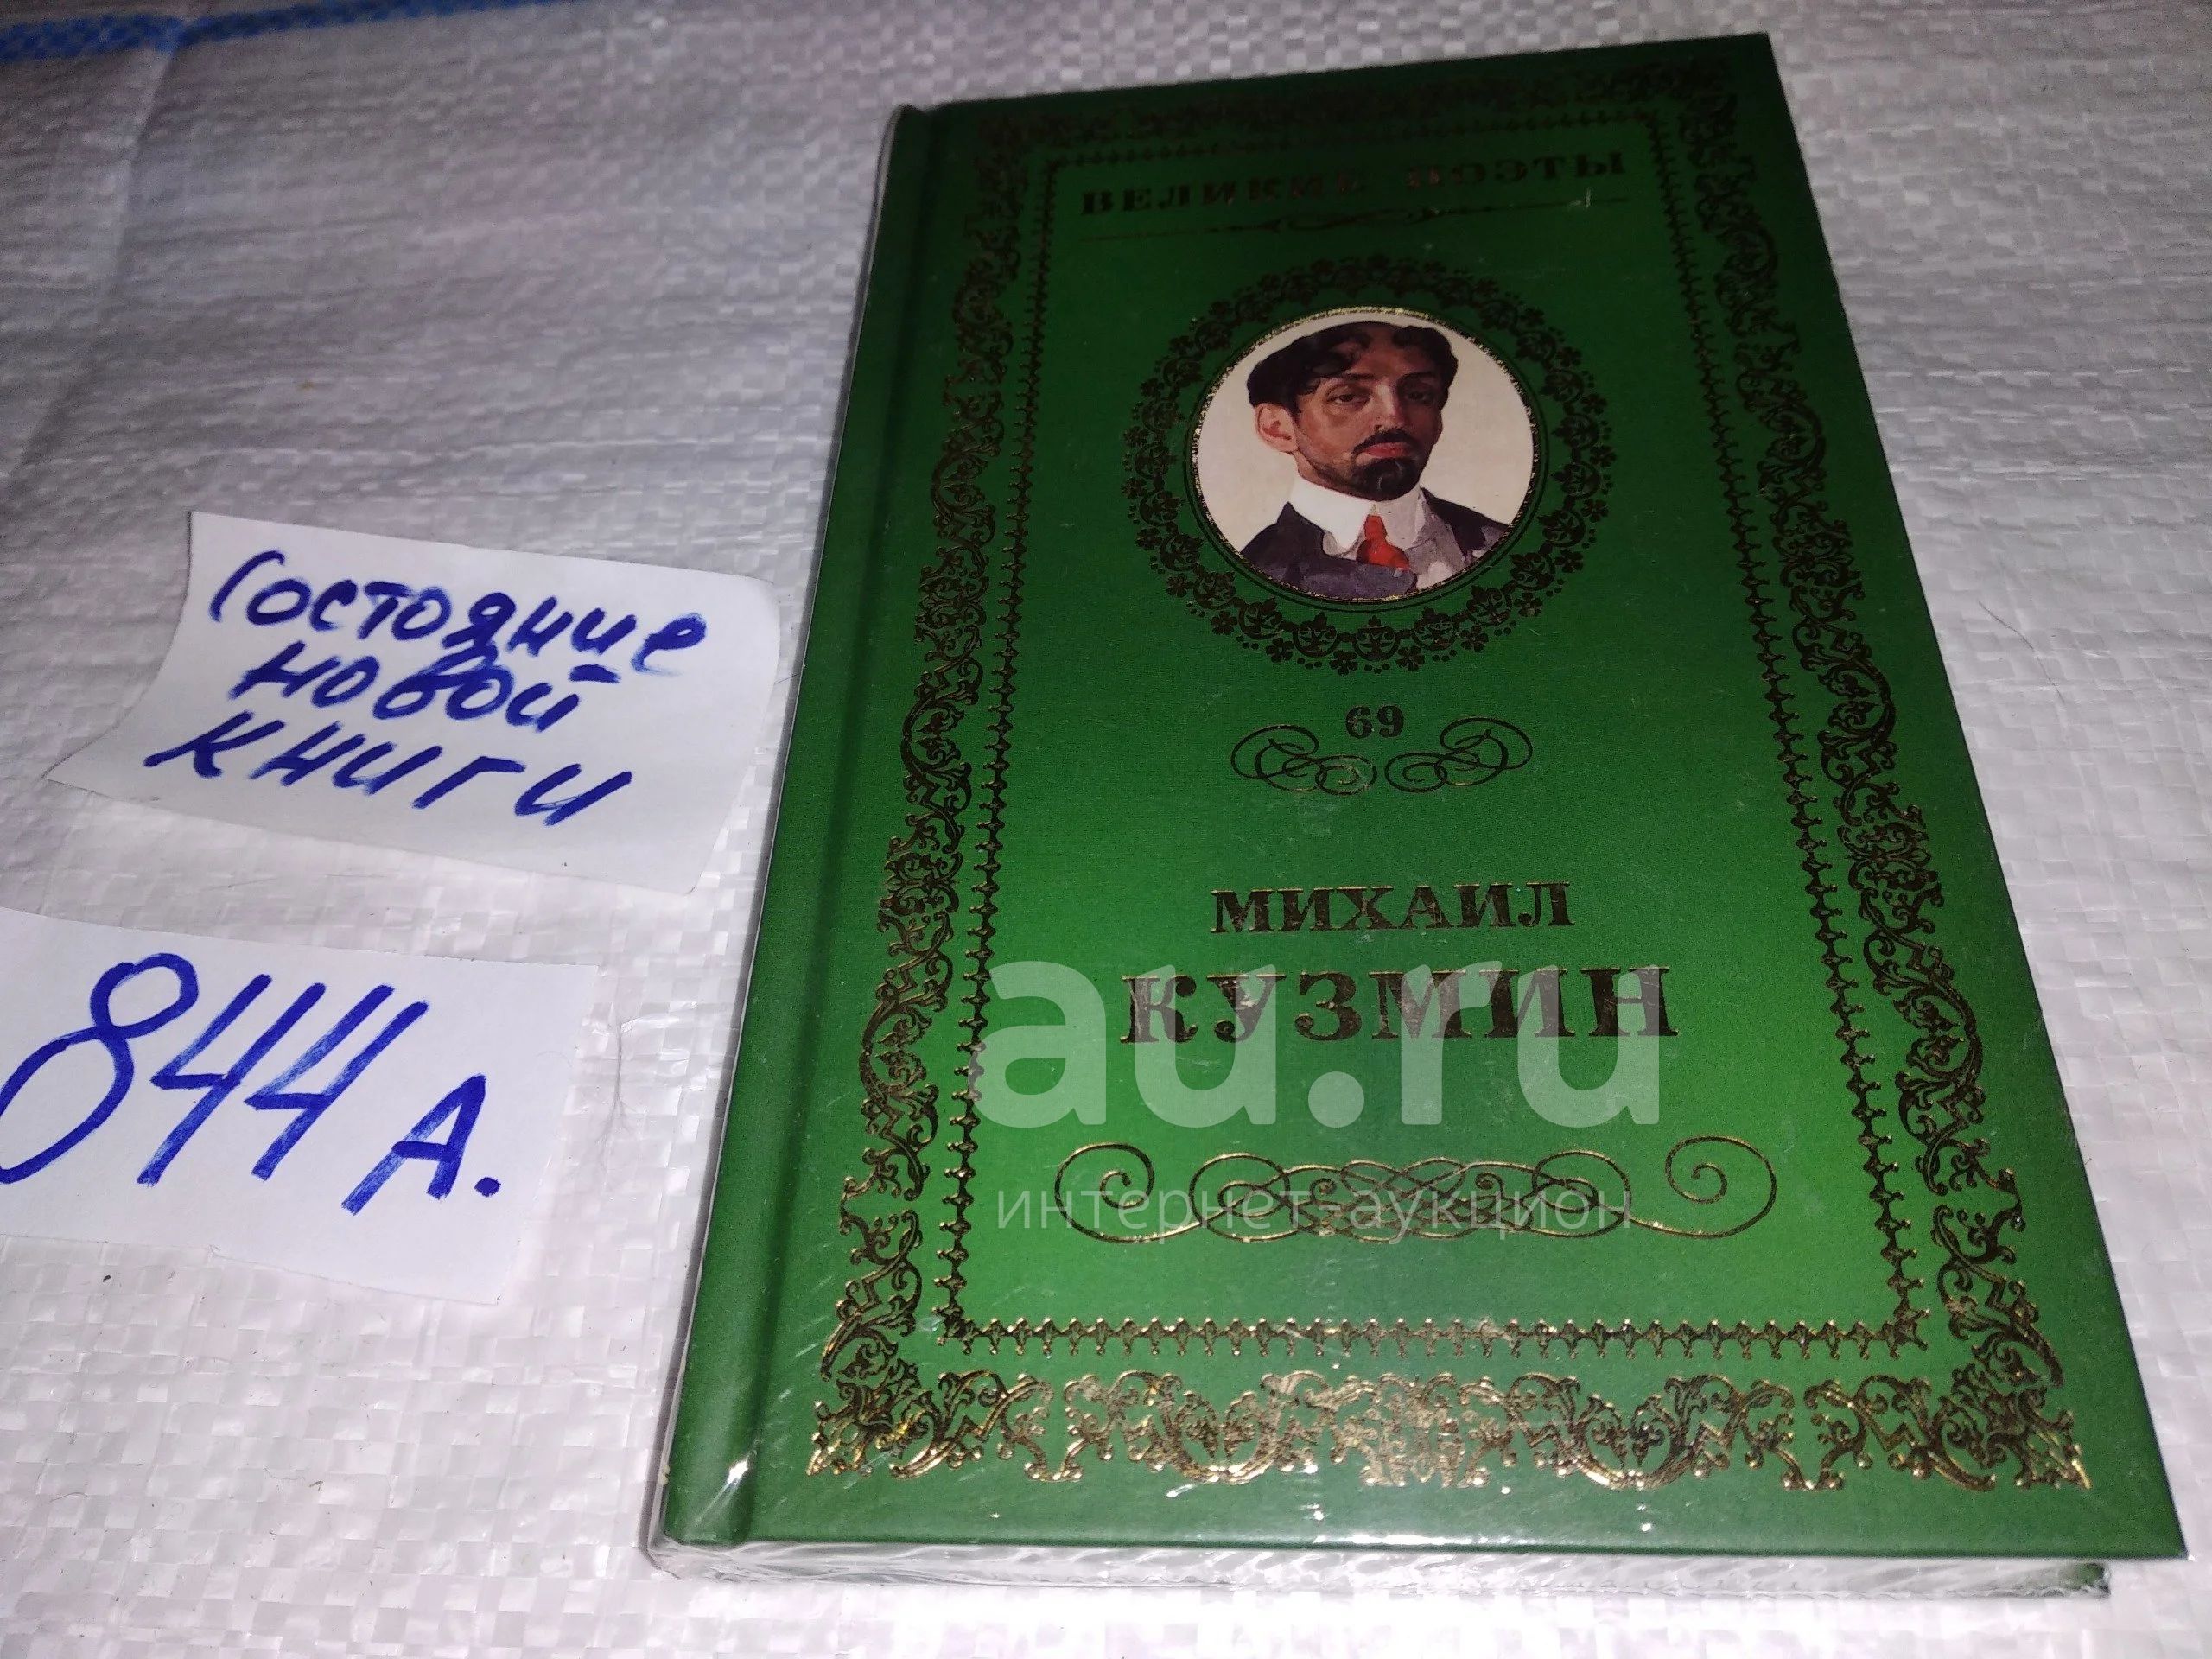 ВЕЛИКИЕ ПОЭТЫ
69
МИХАИЛ
КУЗМИН
au.ru
интернет-аукцион
Состояние
новой
книги
844 А.